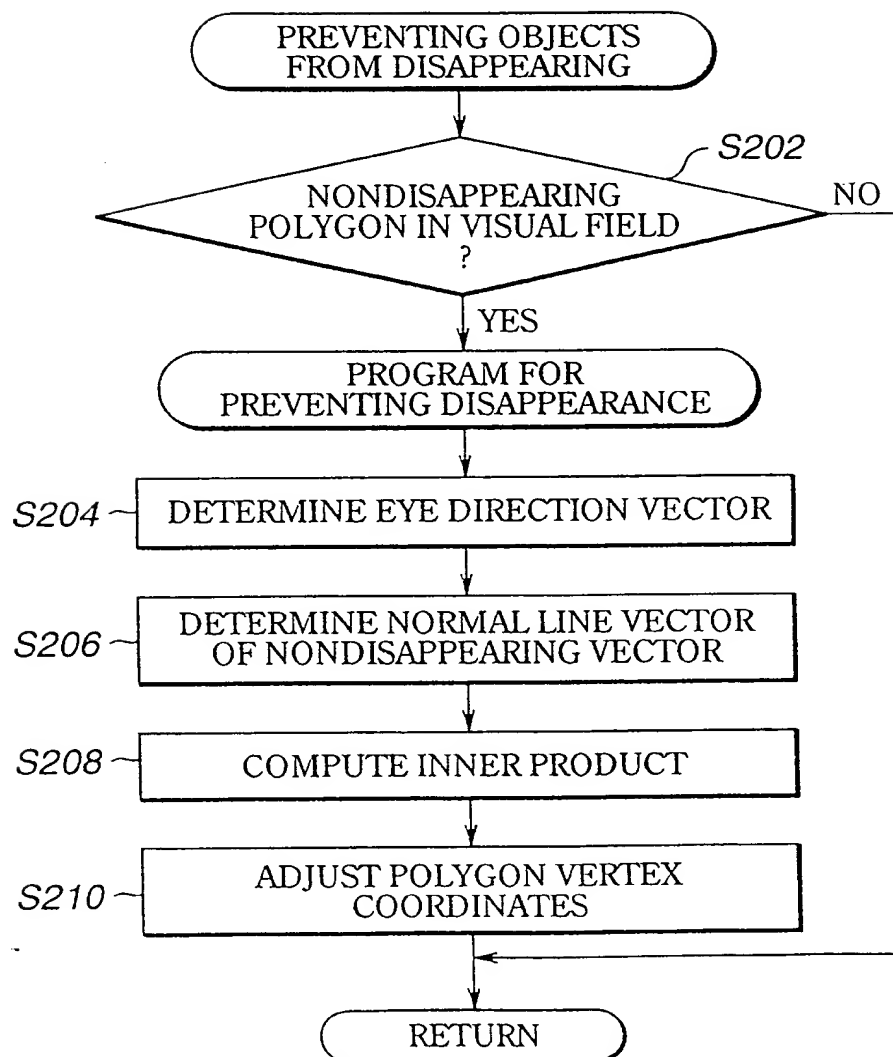 PREVENTING OBJECTS
FROM DISAPPEARING
S202
NONDISAPPEARING
POLYGON IN VISUAL FIELD
?
NO
YES
PROGRAM FOR
PREVENTING DISAPPEARANCE
S204
DETERMINE EYE DIRECTION VECTOR
S206
DETERMINE NORMAL LINE VECTOR
OF NONDISAPPEARING VECTOR
S208
COMPUTE INNER PRODUCT
S210
ADJUST POLYGON VERTEX
COORDINATES
RETURN